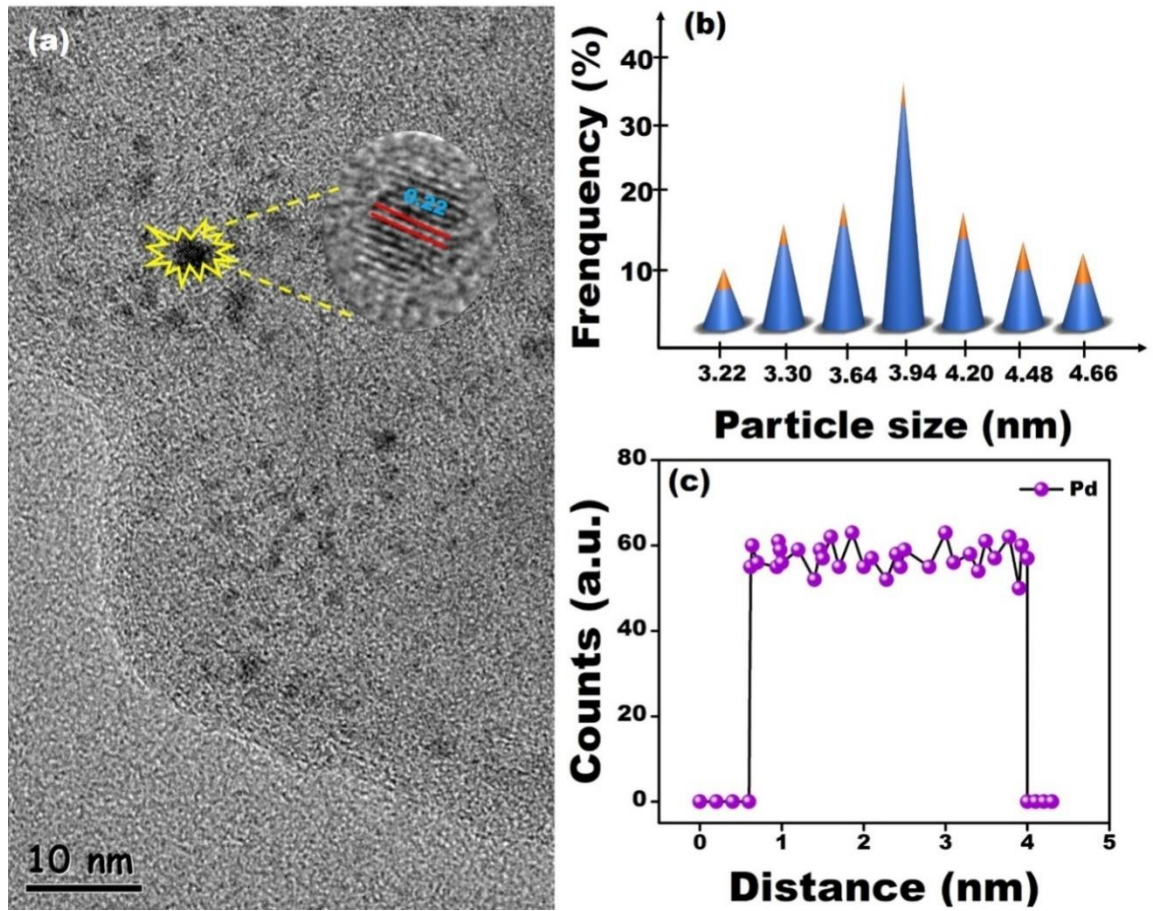 (a)
0.22
10 nm
(b)
Frenquency (%)
40
30
20
10
3.22 3.30 3.64 3.94 4.20 4.48 4.66
Particle size (nm)
(c)
Pd
Counts (a.u.)
80
60
40
20
0
0 1 2 3 4 5
Distance (nm)